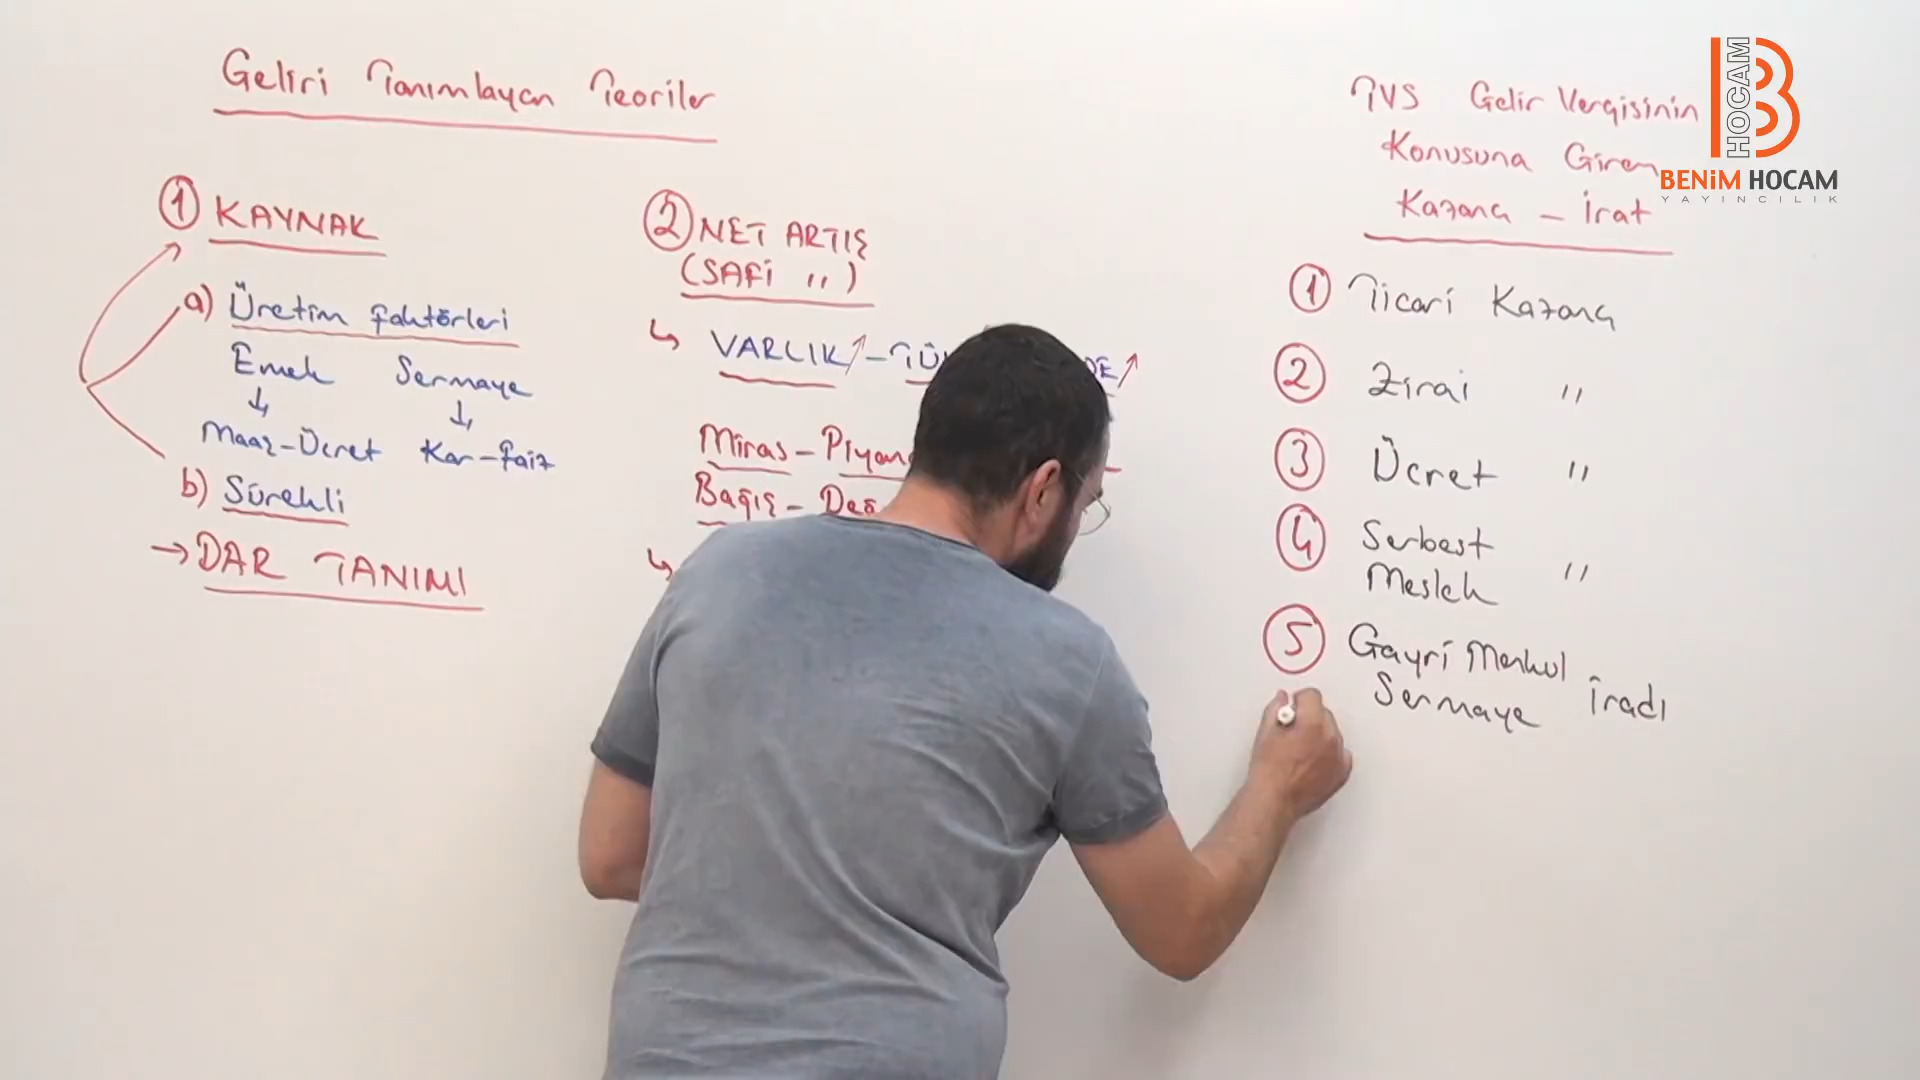 Geliri Tanımlayan Teoriler
① KAYNAK
a) Üretim faktörleri
Emek Sermaye
↓ ↓
Maaş-Ücret Kar-faiz
b) Sürekli
→ DAR TANIMI
② NET ARTIŞ
(SAFİ ")
↳ VARLIK↑ -
Miras -
Bağış -
TVS Gelir Vergisinin
Konusuna Giren
Kazanç - İrat
① Ticari Kazanç
② Zirai "
③ Ücret "
④ Serbest
Meslek "
⑤ Gayri Menkul
Sermaye İradı
HOCAM
BENİM HOCAM
YAYINCILIK